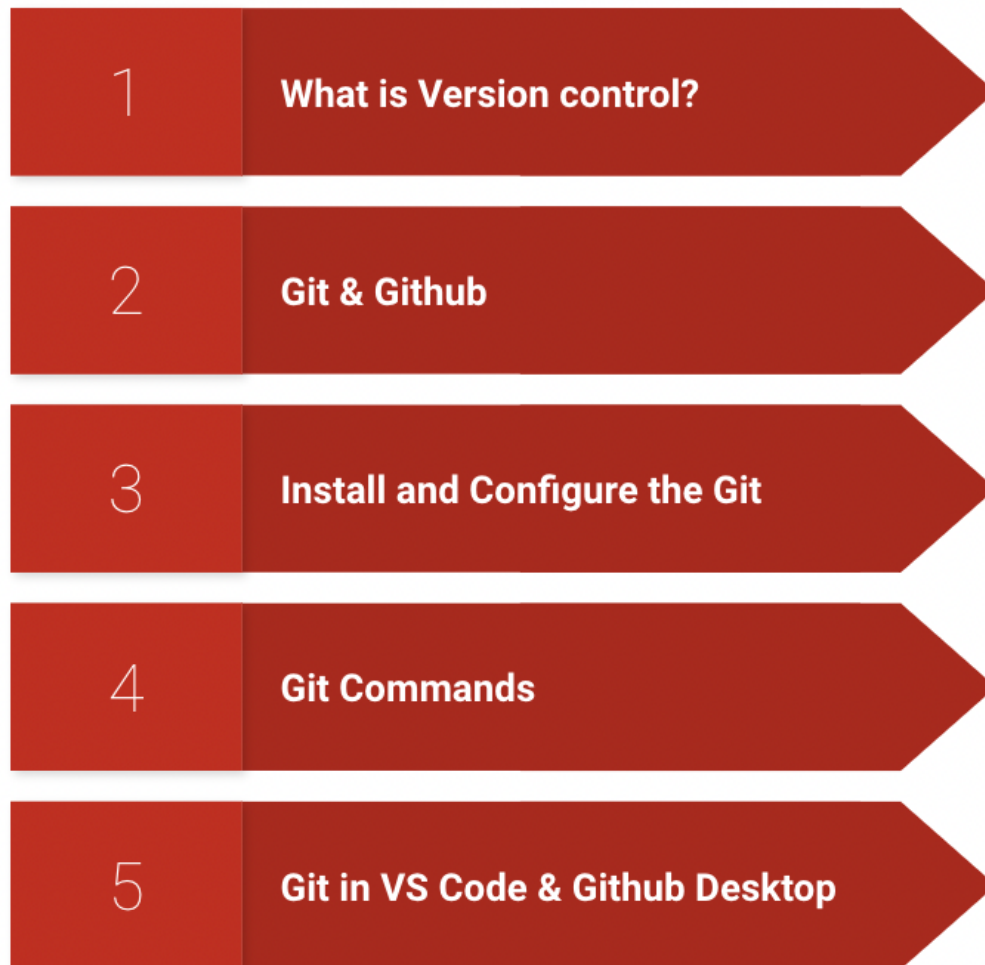 1
What is Version control?
2
Git & Github
3
Install and Configure the Git
4
Git Commands
5
Git in VS Code & Github Desktop